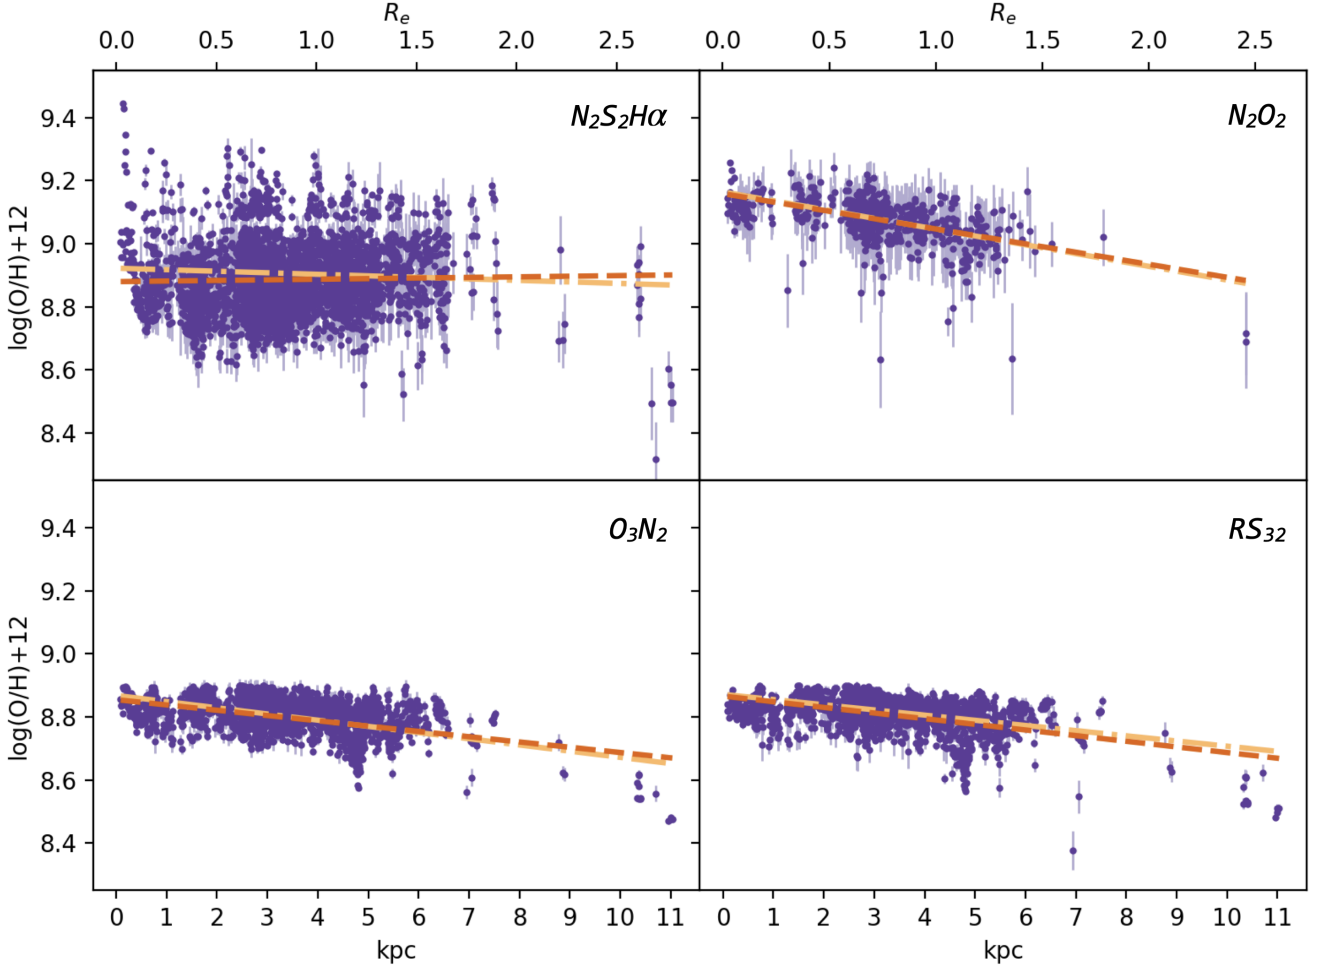 R_e R_e
0.0 0.5 1.0 1.5 2.0 2.5 0.0 0.5 1.0 1.5 2.0 2.5
N₂S₂Hα N₂O₂
log(O/H)+12
9.4
9.2
9.0
8.8
8.6
8.4
O₃N₂ RS₃₂
log(O/H)+12
9.4
9.2
9.0
8.8
8.6
8.4
0 1 2 3 4 5 6 7 8 9 10 11 0 1 2 3 4 5 6 7 8 9 10 11
kpc kpc